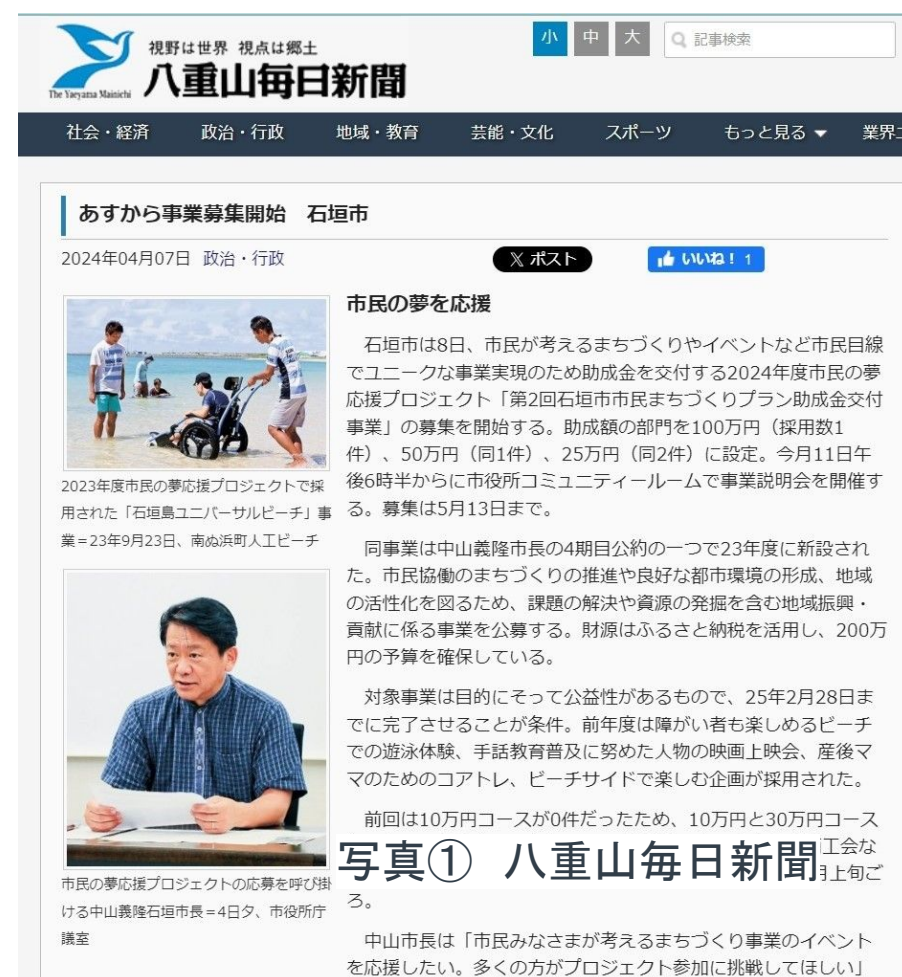 視野は世界 視点は郷土
八重山毎日新聞
The Yaeyama Mainichi
小 中 大
記事検索
社会・経済 政治・行政 地域・教育 芸能・文化 スポーツ もっと見る ▼ 業界
あすから事業募集開始 石垣市
2024年04月07日 政治・行政
X ポスト
いいね! 1
2023年度市民の夢応援プロジェクトで採
用された「石垣島ユニバーサルビーチ」事
業=23年9月23日、南ぬ浜町人工ビーチ
市民の夢応援プロジェクトの応募を呼び掛
ける中山義隆石垣市長=4日夕、市役所庁
議室
市民の夢を応援
石垣市は8日、市民が考えるまちづくりやイベントなど市民目線
でユニークな事業実現のため助成金を交付する2024年度市民の夢
応援プロジェクト「第2回石垣市市民まちづくりプラン助成金交付
事業」の募集を開始する。助成額の部門を100万円(採用数1
件)、50万円(同1件)、25万円(同2件)に設定。今月11日午
後6時半からに市役所コミュニティールームで事業説明会を開催す
る。募集は5月13日まで。
同事業は中山義隆市長の4期目公約の一つで23年度に新設され
た。市民協働のまちづくりの推進や良好な都市環境の形成、地域
の活性化を図るため、課題の解決や資源の発掘を含む地域振興・
貢献に係る事業を公募する。財源はふるさと納税を活用し、200万
円の予算を確保している。
対象事業は目的にそって公益性があるもので、25年2月28日ま
でに完了させることが条件。前年度は障がい者も楽しめるビーチ
での遊泳体験、手話教育普及に努めた人物の映画上映会、産後マ
マのためのコアトレ、ビーチサイドで楽しむ企画が採用された。
前回は10万円コースが0件だったため、10万円と30万円コース
工会な
写真① 八重山毎日新聞
上旬ご
ろ。
中山市長は「市民みなさまが考えるまちづくり事業のイベント
を応援したい。多くの方がプロジェクト参加に挑戦してほしい」